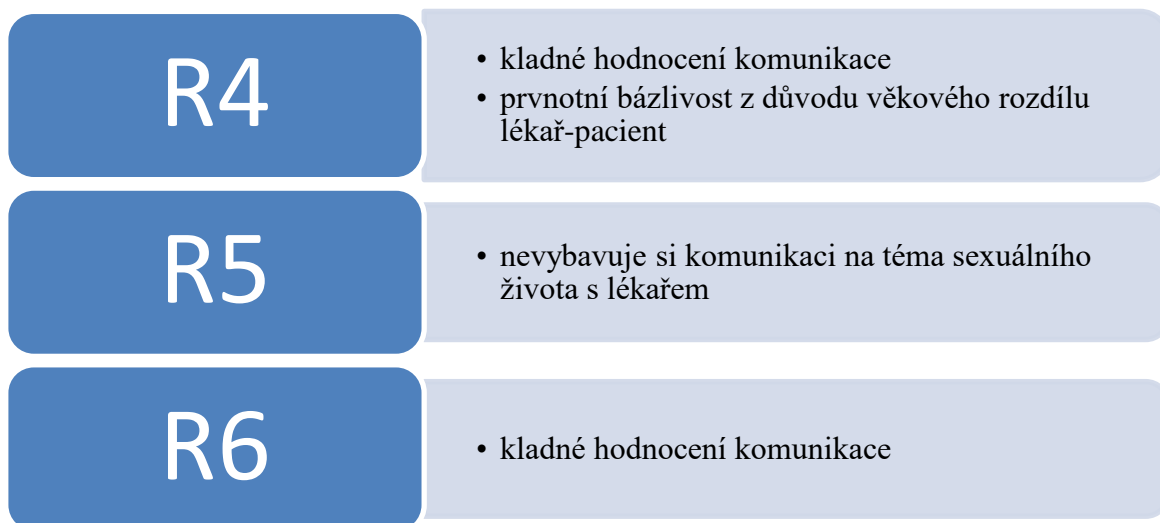 R4
• kladné hodnocení komunikace
• prvnotní bázlivost z důvodu věkového rozdílu
lékař-pacient
R5
• nevybavuje si komunikaci na téma sexuálního
života s lékařem
R6
• kladné hodnocení komunikace